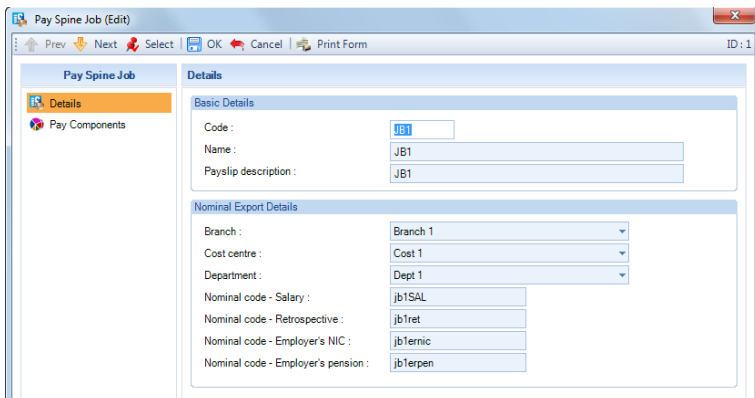 Pay Spine Job (Edit)
Prev Next Select OK Cancel Print Form ID : 1
Pay Spine Job
Details
Pay Components
Details
Basic Details
Code : JB1
Name : JB1
Payslip description : JB1
Nominal Export Details
Branch : Branch 1
Cost centre : Cost 1
Department : Dept 1
Nominal code - Salary : jb1SAL
Nominal code - Retrospective : jb1ret
Nominal code - Employer's NIC : jb1ernic
Nominal code - Employer's pension : jb1erpen